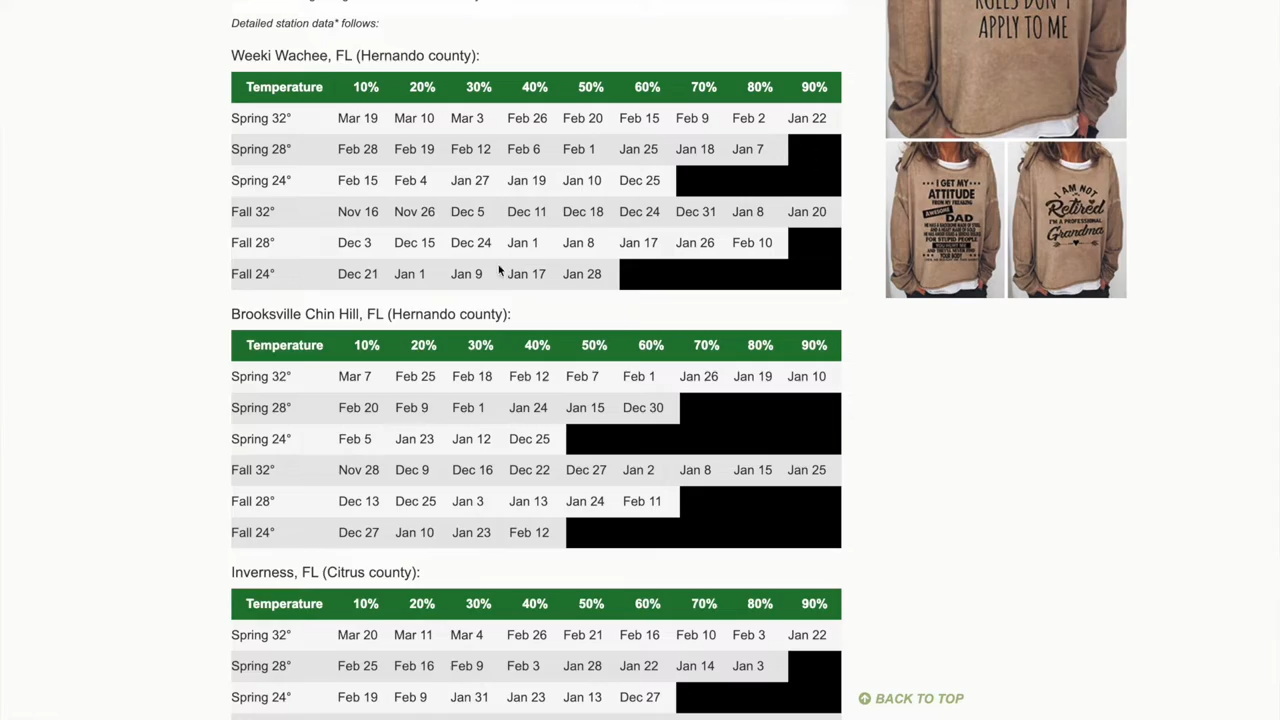 Detailed station data* follows:
Weeki Wachee, FL (Hernando county):
Temperature 10% 20% 30% 40% 50% 60% 70% 80% 90%
Spring 32° Mar 19 Mar 10 Mar 3 Feb 26 Feb 20 Feb 15 Feb 9 Feb 2 Jan 22
Spring 28° Feb 28 Feb 19 Feb 12 Feb 6 Feb 1 Jan 25 Jan 18 Jan 7
Spring 24° Feb 15 Feb 4 Jan 27 Jan 19 Jan 10 Dec 25
Fall 32° Nov 16 Nov 26 Dec 5 Dec 11 Dec 18 Dec 24 Dec 31 Jan 8 Jan 20
Fall 28° Dec 3 Dec 15 Dec 24 Jan 1 Jan 8 Jan 17 Jan 26 Feb 10
Fall 24° Dec 21 Jan 1 Jan 9 Jan 17 Jan 28
Brooksville Chin Hill, FL (Hernando county):
Temperature 10% 20% 30% 40% 50% 60% 70% 80% 90%
Spring 32° Mar 7 Feb 25 Feb 18 Feb 12 Feb 7 Feb 1 Jan 26 Jan 19 Jan 10
Spring 28° Feb 20 Feb 9 Feb 1 Jan 24 Jan 15 Dec 30
Spring 24° Feb 5 Jan 23 Jan 12 Dec 25
Fall 32° Nov 28 Dec 9 Dec 16 Dec 22 Dec 27 Jan 2 Jan 8 Jan 15 Jan 25
Fall 28° Dec 13 Dec 25 Jan 3 Jan 13 Jan 24 Feb 11
Fall 24° Dec 27 Jan 10 Jan 23 Feb 12
Inverness, FL (Citrus county):
Temperature 10% 20% 30% 40% 50% 60% 70% 80% 90%
Spring 32° Mar 20 Mar 11 Mar 4 Feb 26 Feb 21 Feb 16 Feb 10 Feb 3 Jan 22
Spring 28° Feb 25 Feb 16 Feb 9 Feb 3 Jan 28 Jan 22 Jan 14 Jan 3
Spring 24° Feb 19 Feb 9 Jan 31 Jan 23 Jan 13 Dec 27
RULES DON'T
APPLY TO ME
I GET MY
ATTITUDE
FROM MY FREAKING
AWESOME
DAD
FOR STUPID PEOPLE
YOUR BODY
I AM NOT
Retired
I'M A PROFESSIONAL
Grandma
BACK TO TOP